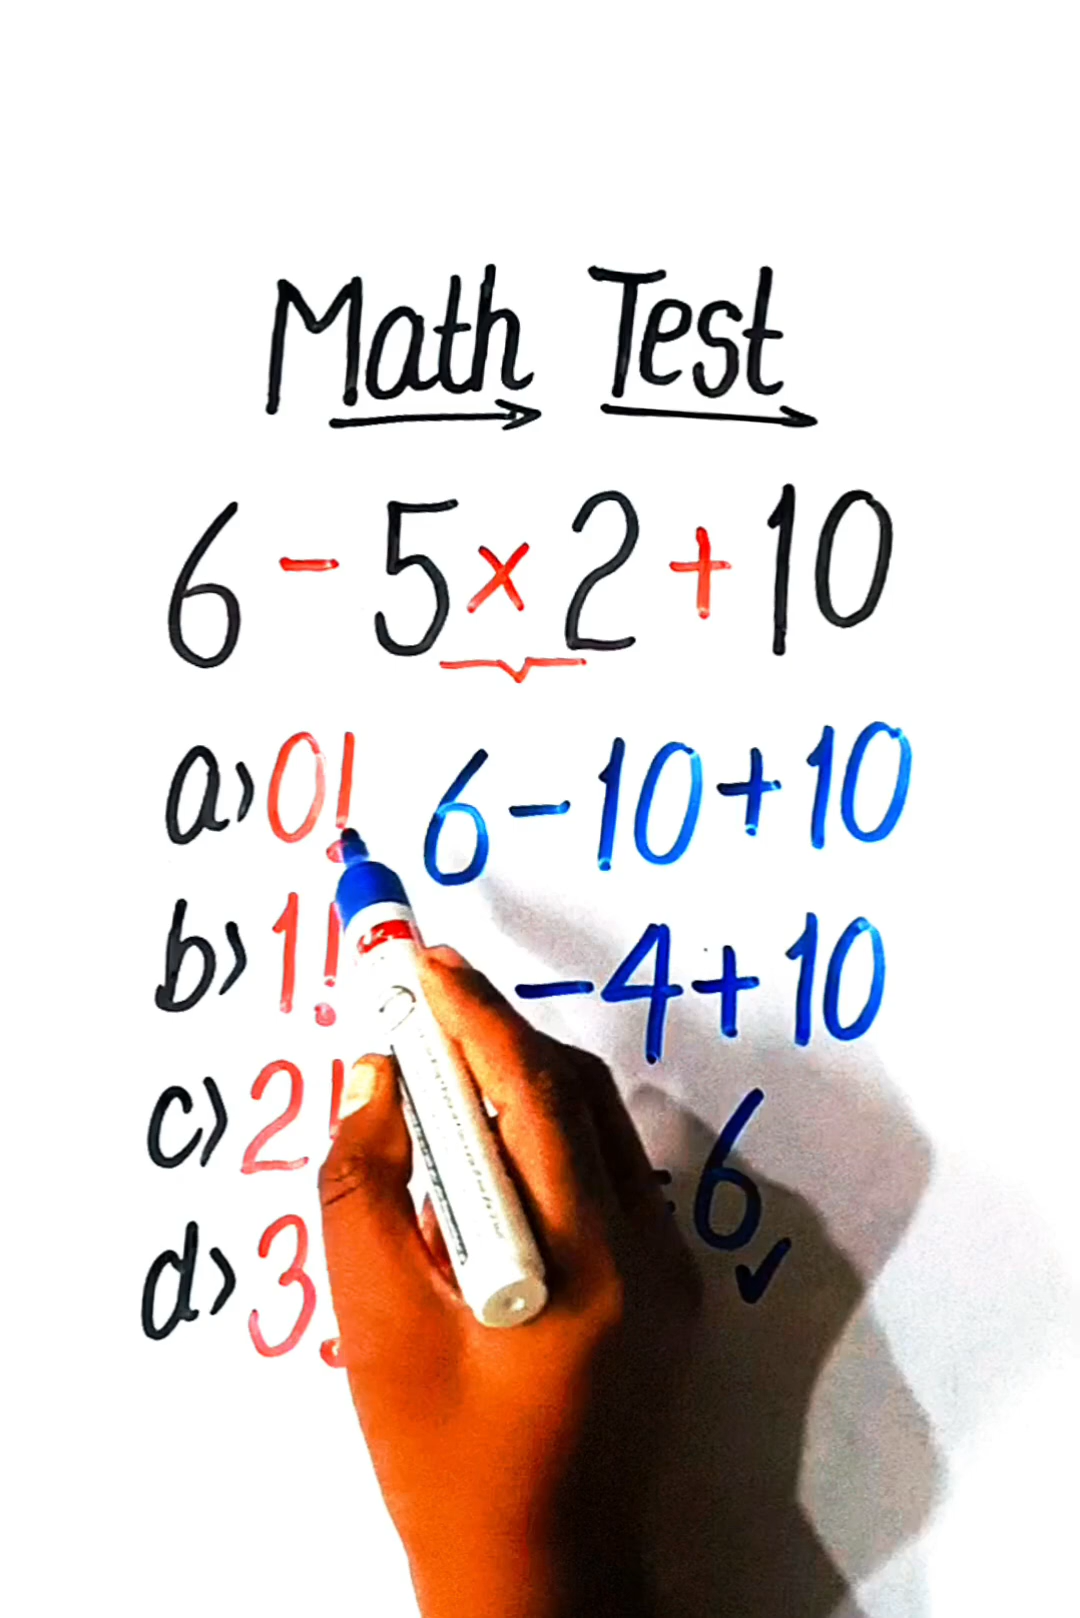 Math Test
6 - 5 × 2 + 10
a) 0! 6 - 10 + 10
b) 1! - 4 + 10
c) 2! = 6 ✓
d) 3!